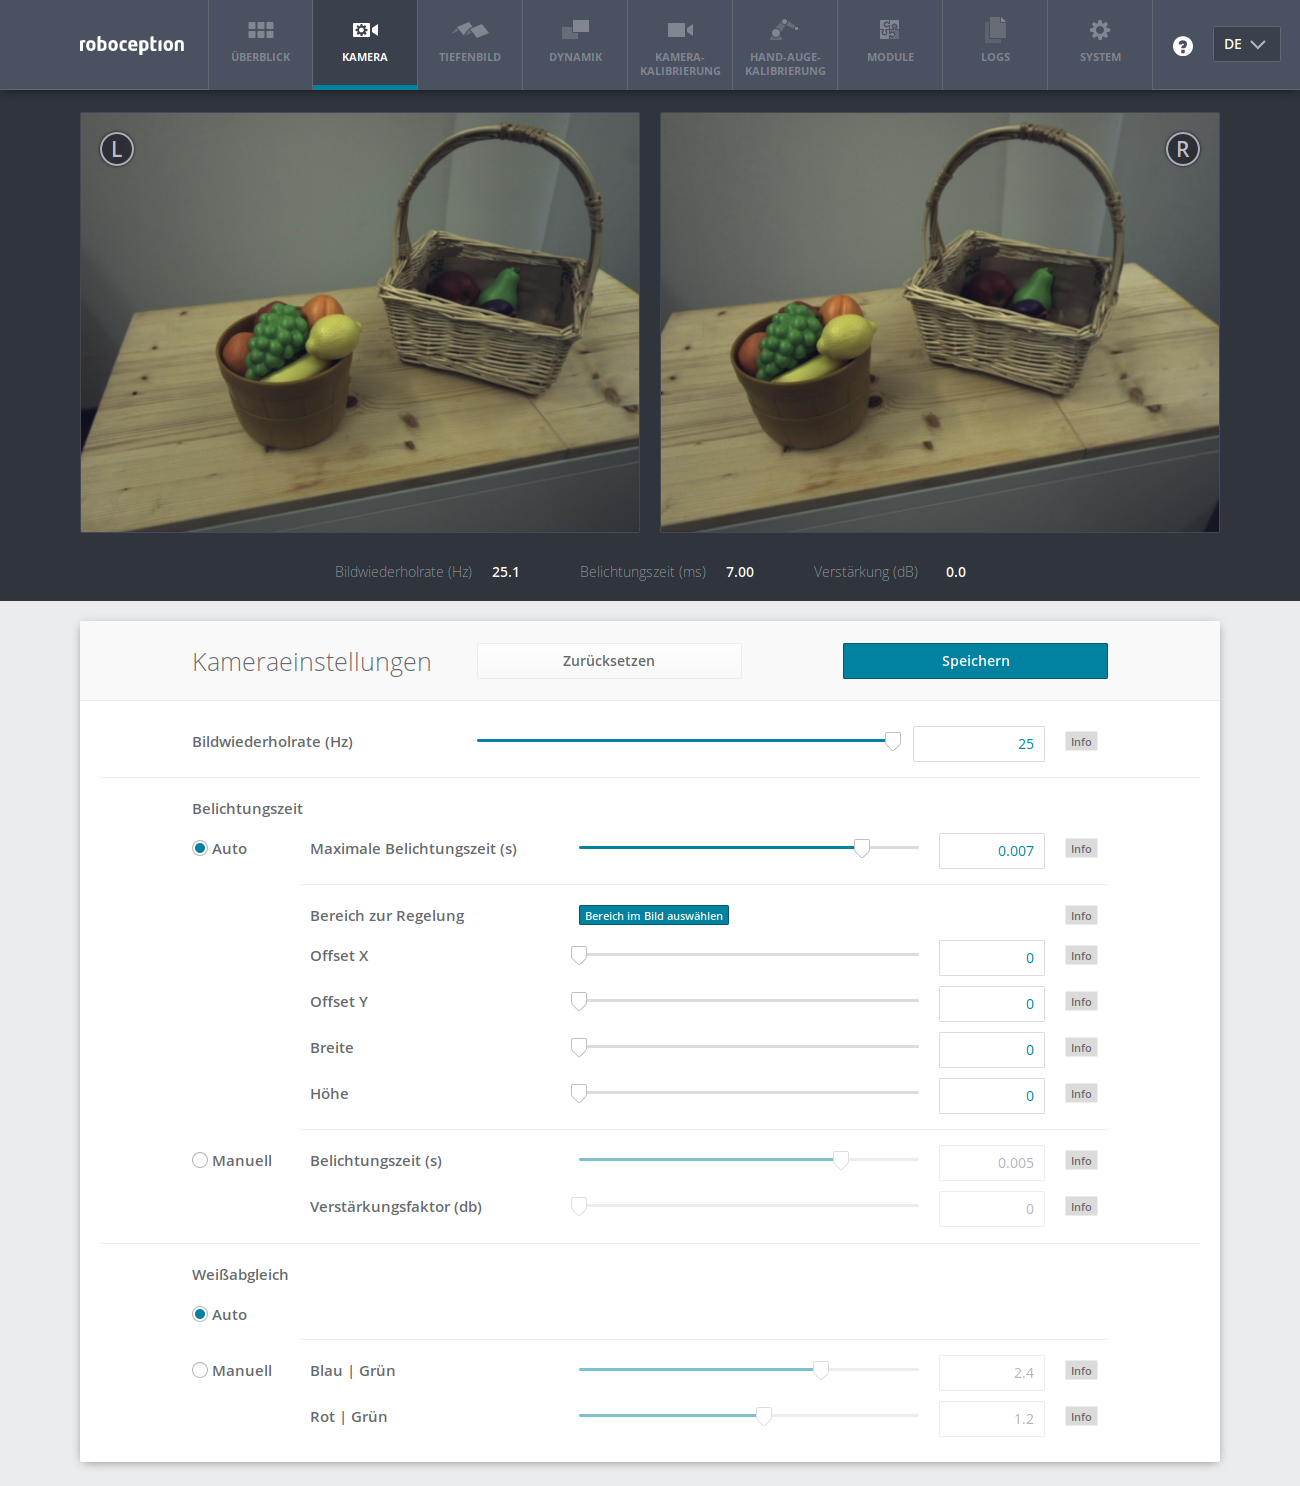 roboception
ÜBERBLICK
KAMERA
TIEFENBILD
DYNAMIK
KAMERA-
KALIBRIERUNG
HAND-AUGE-
KALIBRIERUNG
MODULE
LOGS
SYSTEM
?
DE
L
R
Bildwiederholrate (Hz) 25.1 Belichtungszeit (ms) 7.00 Verstärkung (dB) 0.0
Kameraeinstellungen Zurücksetzen Speichern
Bildwiederholrate (Hz) 25 Info
Belichtungszeit
Auto Maximale Belichtungszeit (s) 0.007 Info
Bereich zur Regelung Bereich im Bild auswählen Info
Offset X 0 Info
Offset Y 0 Info
Breite 0 Info
Höhe 0 Info
Manuell Belichtungszeit (s) 0.005 Info
Verstärkungsfaktor (db) 0 Info
Weißabgleich
Auto
Manuell Blau | Grün 2.4 Info
Rot | Grün 1.2 Info